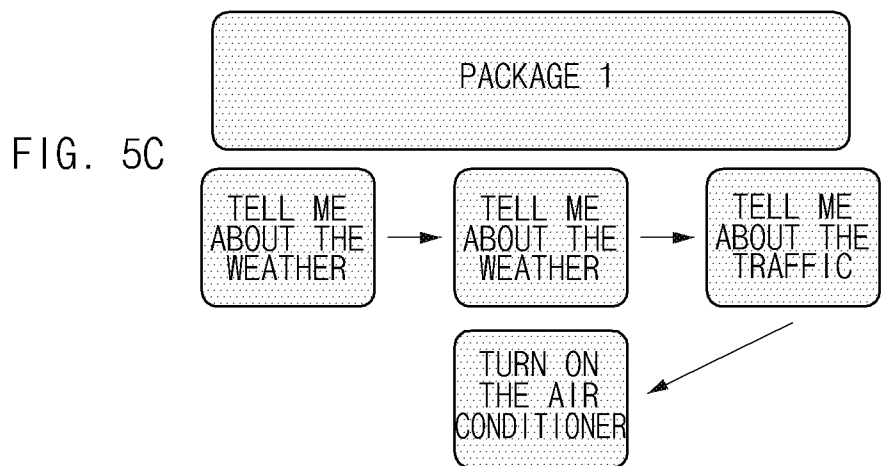 PACKAGE 1
FIG. 5C
TELL ME
ABOUT THE
WEATHER
TELL ME
ABOUT THE
WEATHER
TELL ME
ABOUT THE
TRAFFIC
TURN ON
THE AIR
CONDITIONER